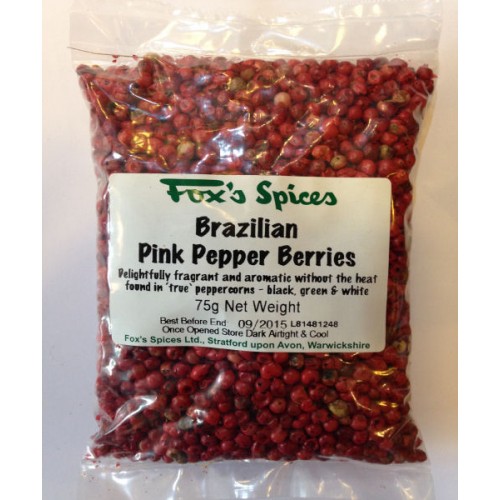 Fox's Spices
Brazilian
Pink Pepper Berries
Delightfully fragrant and aromatic without the heat
found in 'true' peppercorns - black, green & white
75g Net Weight
Best Before End: 09/2015 L81481248
Once Opened Store Dark Airtight & Cool
Fox's Spices Ltd., Stratford upon Avon, Warwickshire